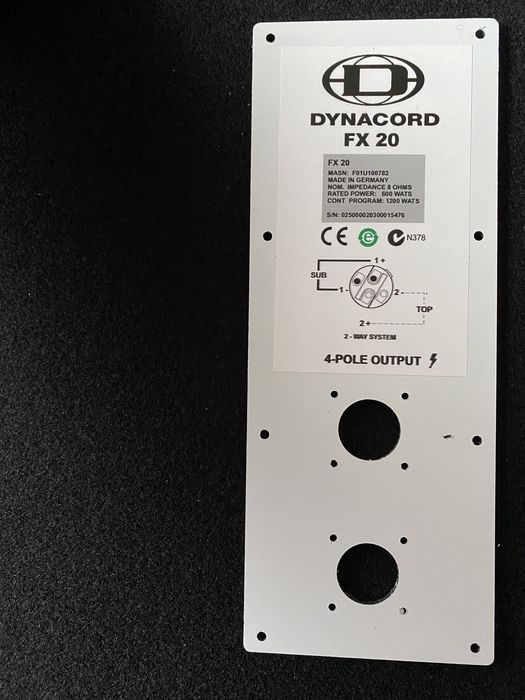 D
DYNACORD
FX 20
FX 20
MASN: F01U100782
MADE IN GERMANY
NOM. IMPEDANCE 8 OHMS
RATED POWER: 600 WATS
CONT PROGRAM: 1200 WATS
S/N: 025000020300015476
CE e N378
1+
SUB
1-
2-
TOP
2+
2-WAY SYSTEM
4-POLE OUTPUT